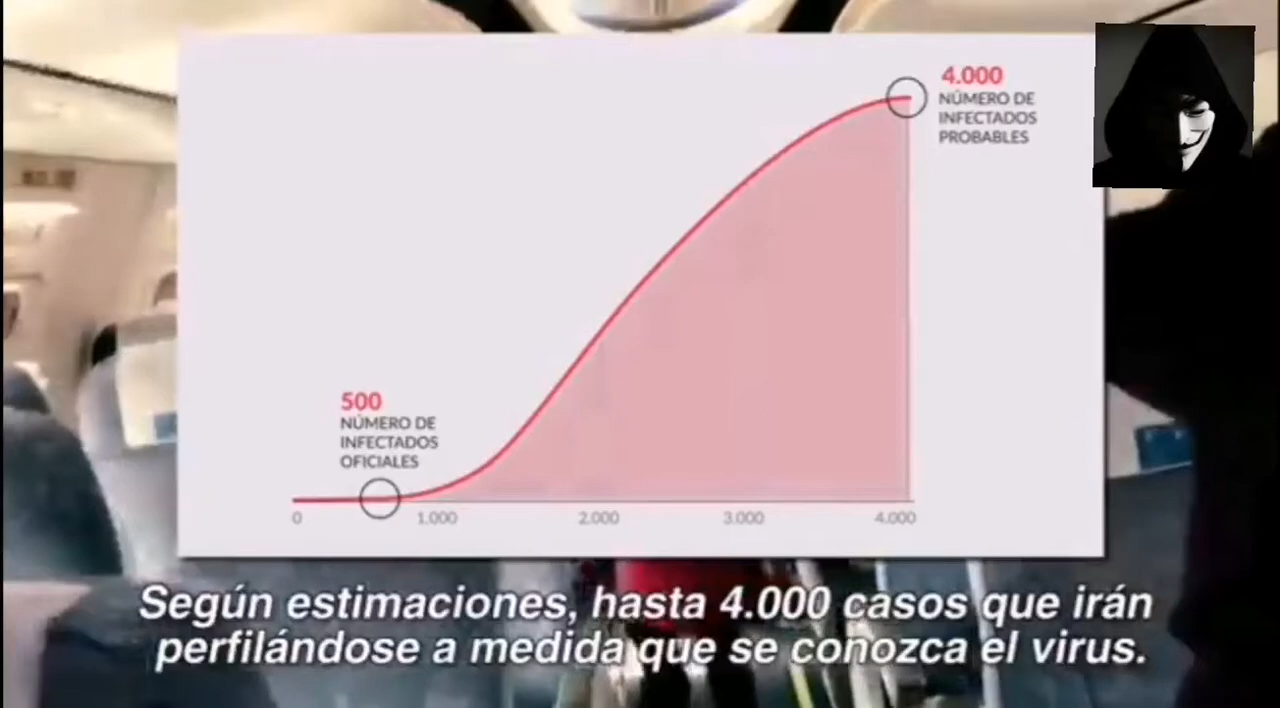 4.000
NÚMERO DE
INFECTADOS
PROBABLES
500
NÚMERO DE
INFECTADOS
OFICIALES
0 1.000 2.000 3.000 4.000
Según estimaciones, hasta 4.000 casos que irán
perfilándose a medida que se conozca el virus.